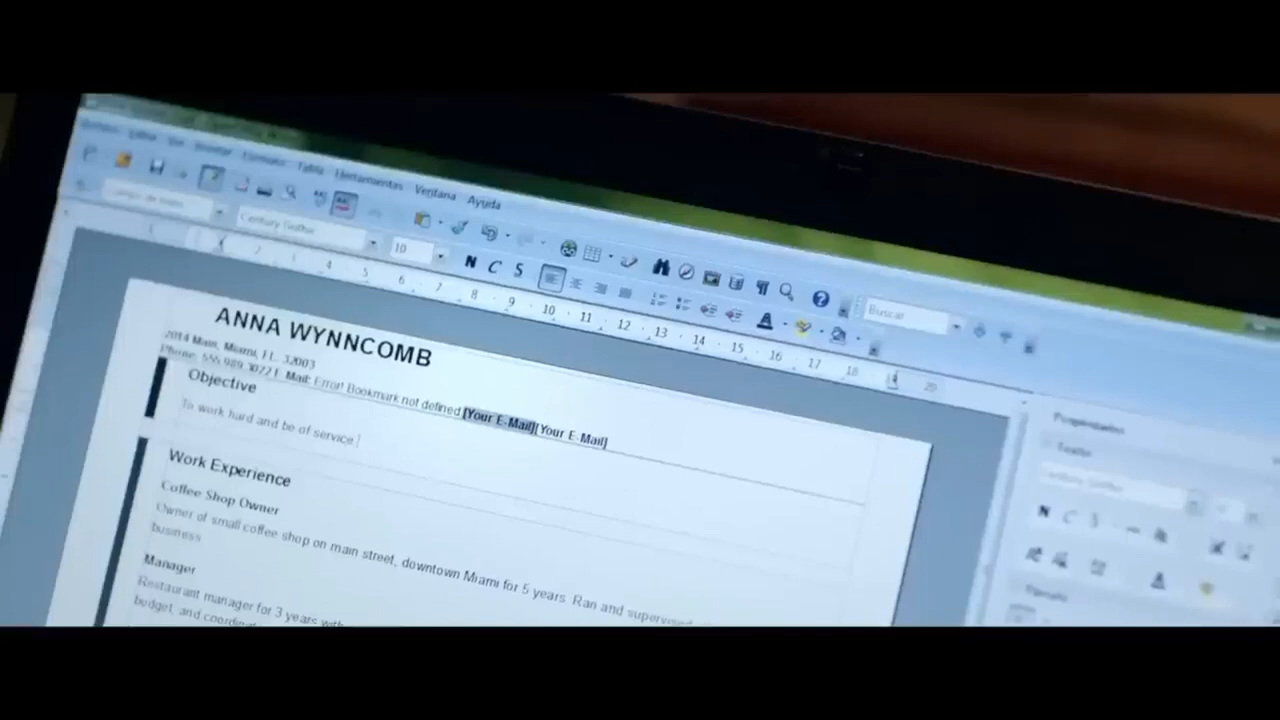 Tabla Herramientas Ventana Ayuda
10
N C S
Buscar
2 3 4 5 6 7 8 9 10 11 12 13 14 15 16 17 18 20
ANNA WYNNCOMB
2014 Main, Miami, FL. 32003
Phone: 555 989 3022 E Mail: Error! Bookmark not defined.[Your E-Mail][Your E-Mail]
Objective
To work hard and be of service.
Work Experience
Coffee Shop Owner
Owner of small coffee shop on main street, downtown Miami for 5 years. Ran and supervised
business
Manager
Restaurant manager for 3 years with
budget, and
Propiedades
N C S